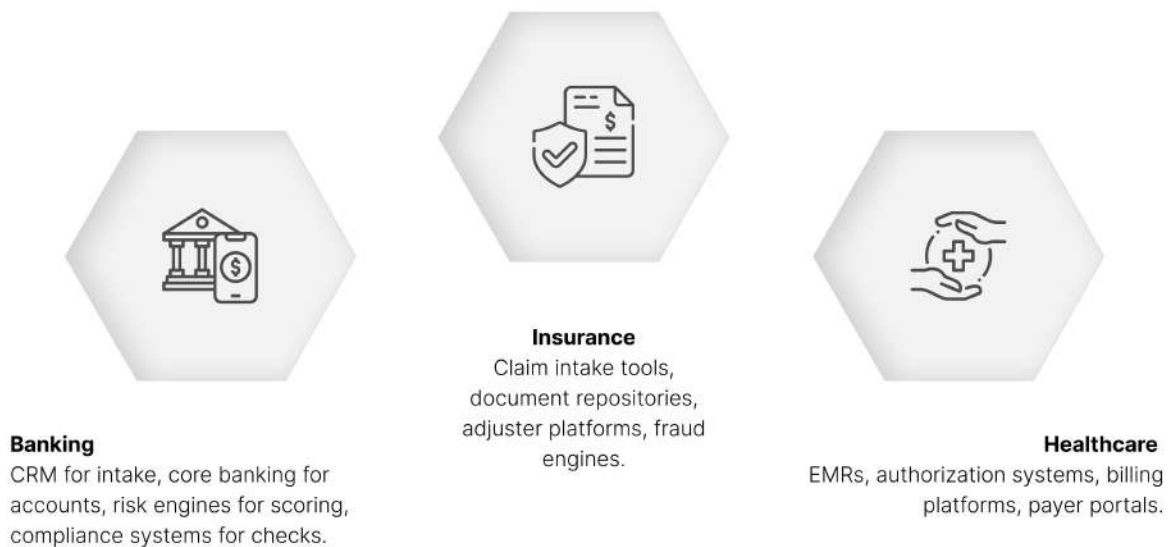 Banking
CRM for intake, core banking for
accounts, risk engines for scoring,
compliance systems for checks.
Insurance
Claim intake tools,
document repositories,
adjuster platforms, fraud
engines.
Healthcare
EMRs, authorization systems, billing
platforms, payer portals.